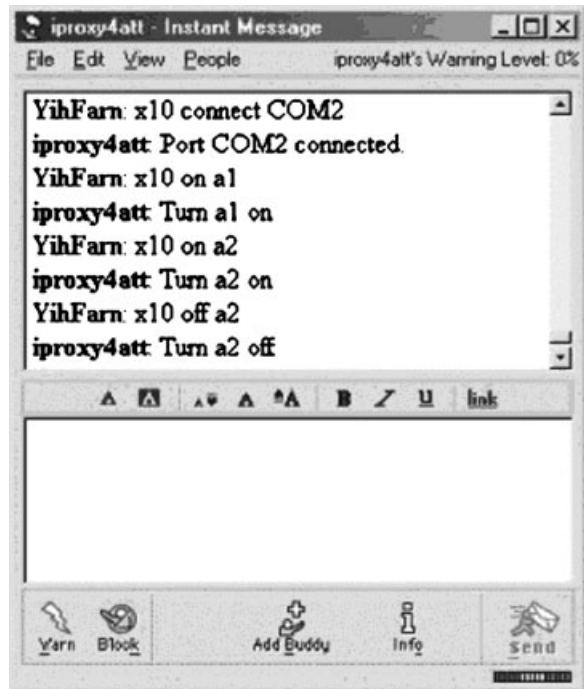 iproxy4att - Instant Message
File Edit View People iproxy4att's Warning Level: 0%
YihFarn: x10 connect COM2
iproxy4att: Port COM2 connected.
YihFarn: x10 on a1
iproxy4att: Turn a1 on
YihFarn: x10 on a2
iproxy4att: Turn a2 on
YihFarn: x10 off a2
iproxy4att: Turn a2 off
A A A A A B I U link
Warn Block Add Buddy Info Send